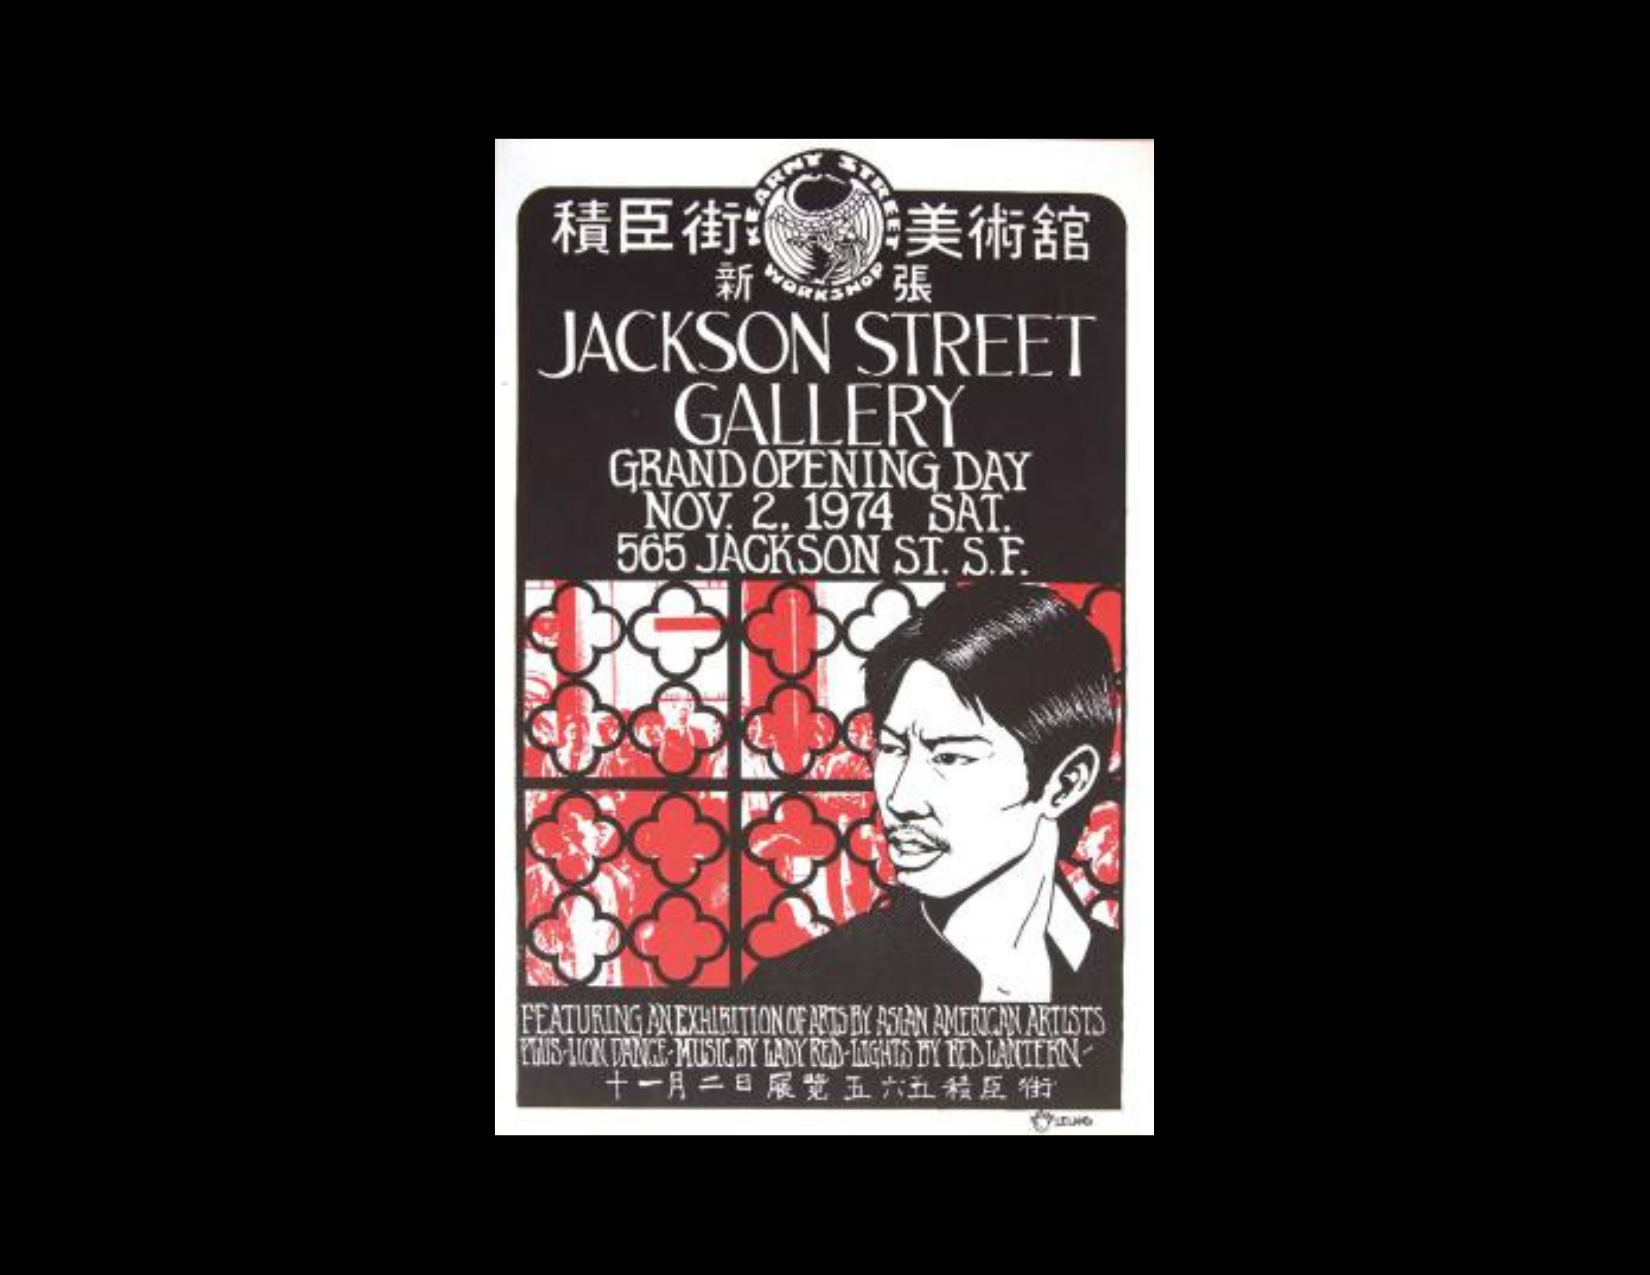 KEARNY STREET WORKSHOP
積臣街 美術舘
新 張
JACKSON STREET
GALLERY
GRAND OPENING DAY
NOV. 2, 1974 SAT.
565 JACKSON ST. S.F.
FEATURING AN EXHIBITION OF ARTS BY ASIAN AMERICAN ARTISTS
PLUS-LION DANCE-MUSIC BY LADY RED-LIGHTS BY RED LANTERN-
十一月二日展覽五六五積臣街